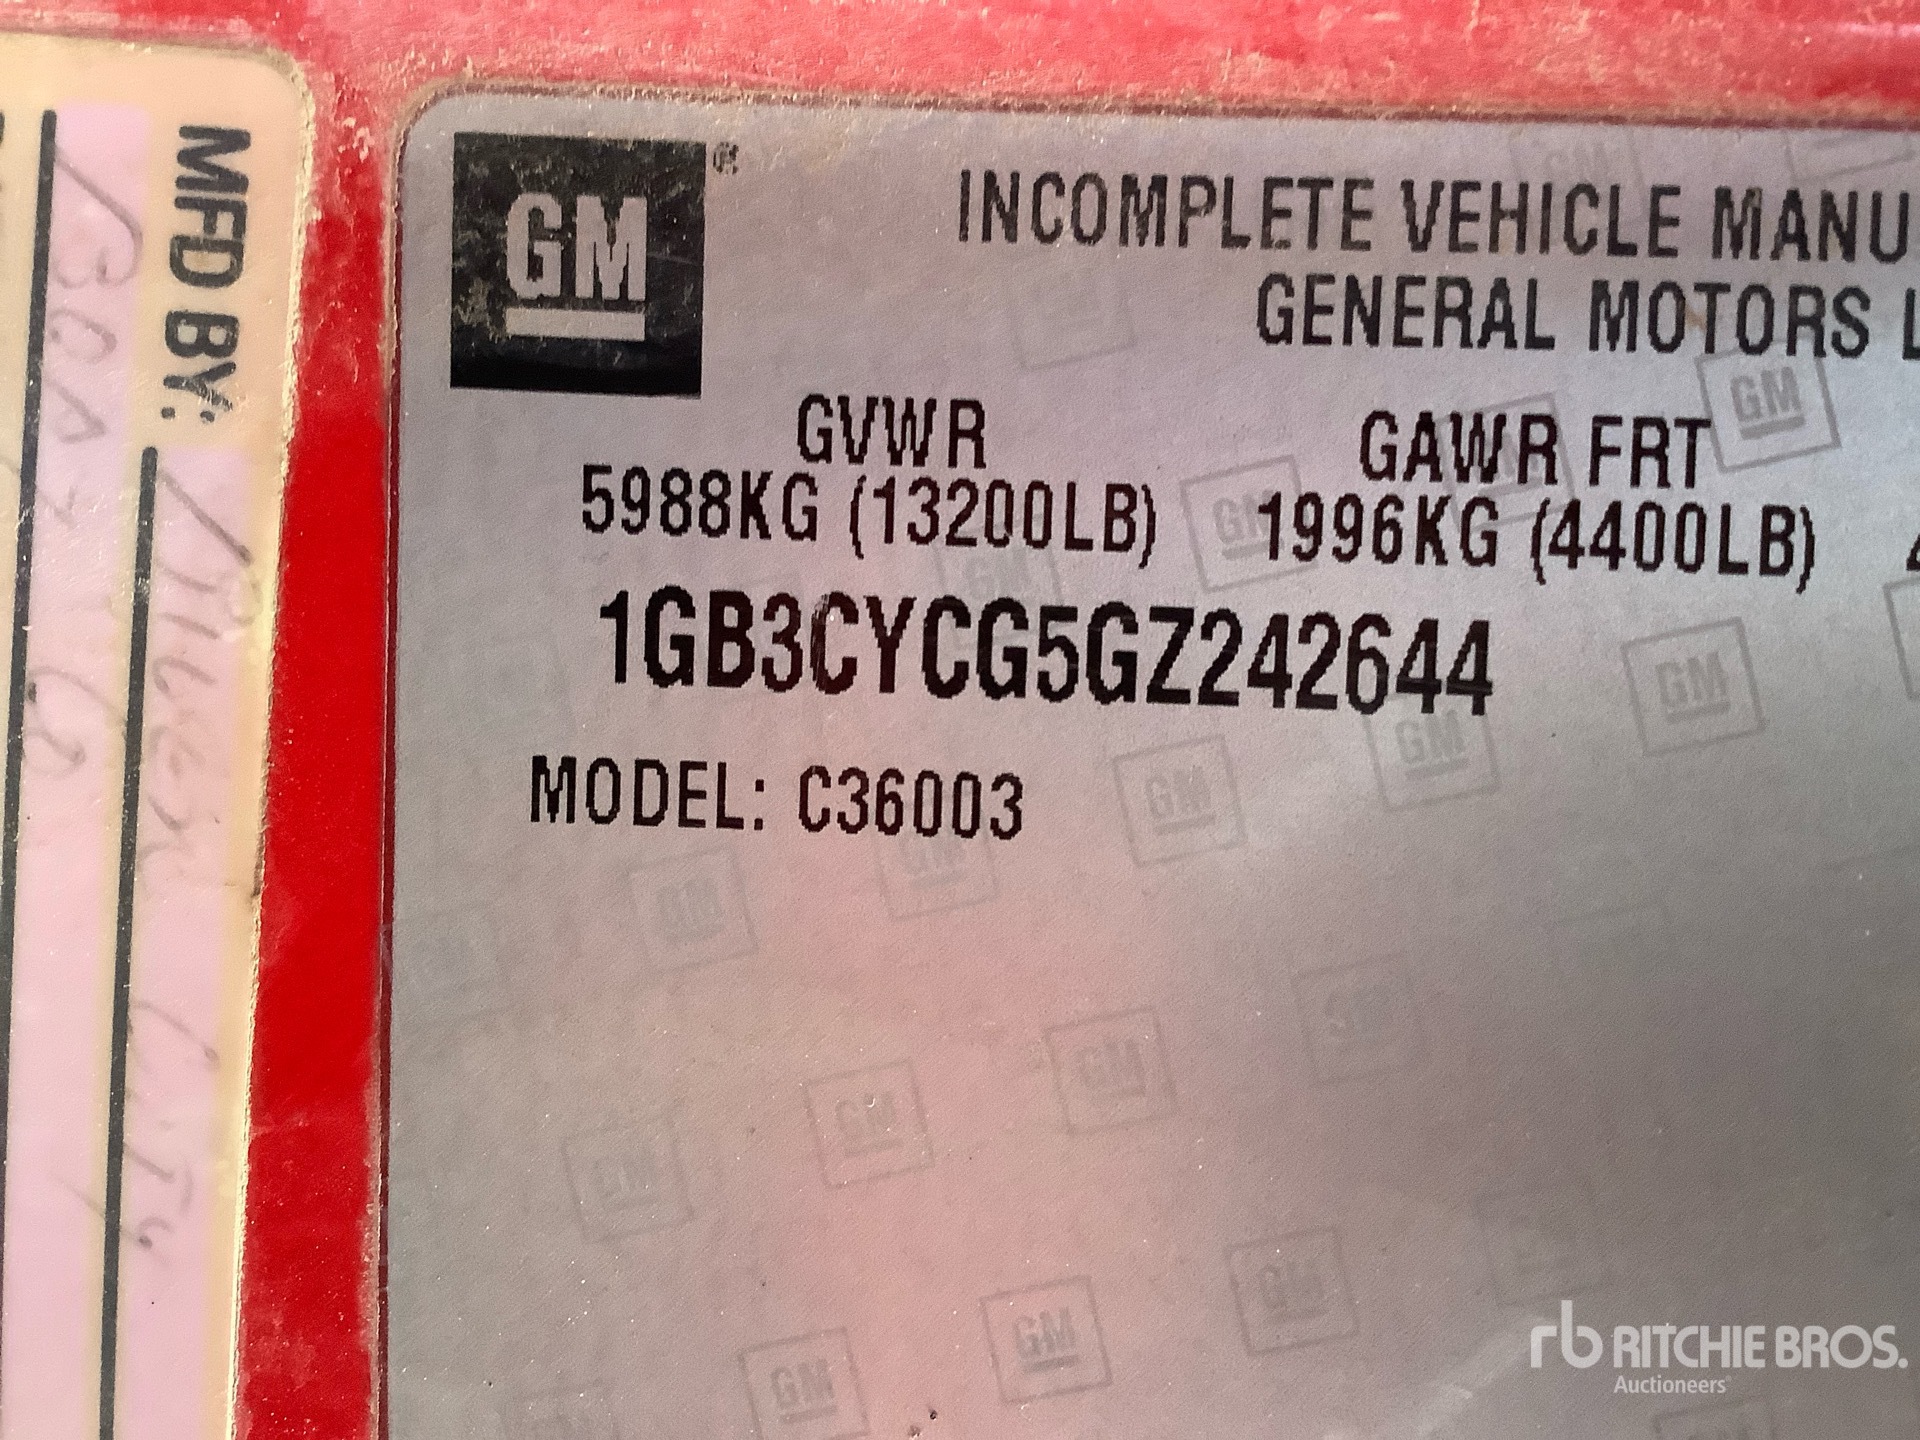 MFD BY:
GM
INCOMPLETE VEHICLE MANU
GENERAL MOTORS L
GVWR
GAWR FRT
5988KG (13200LB)
1996KG (4400LB)
1GB3CYCG5GZ242644
MODEL: C36003
rb RITCHIE BROS.
Auctioneers